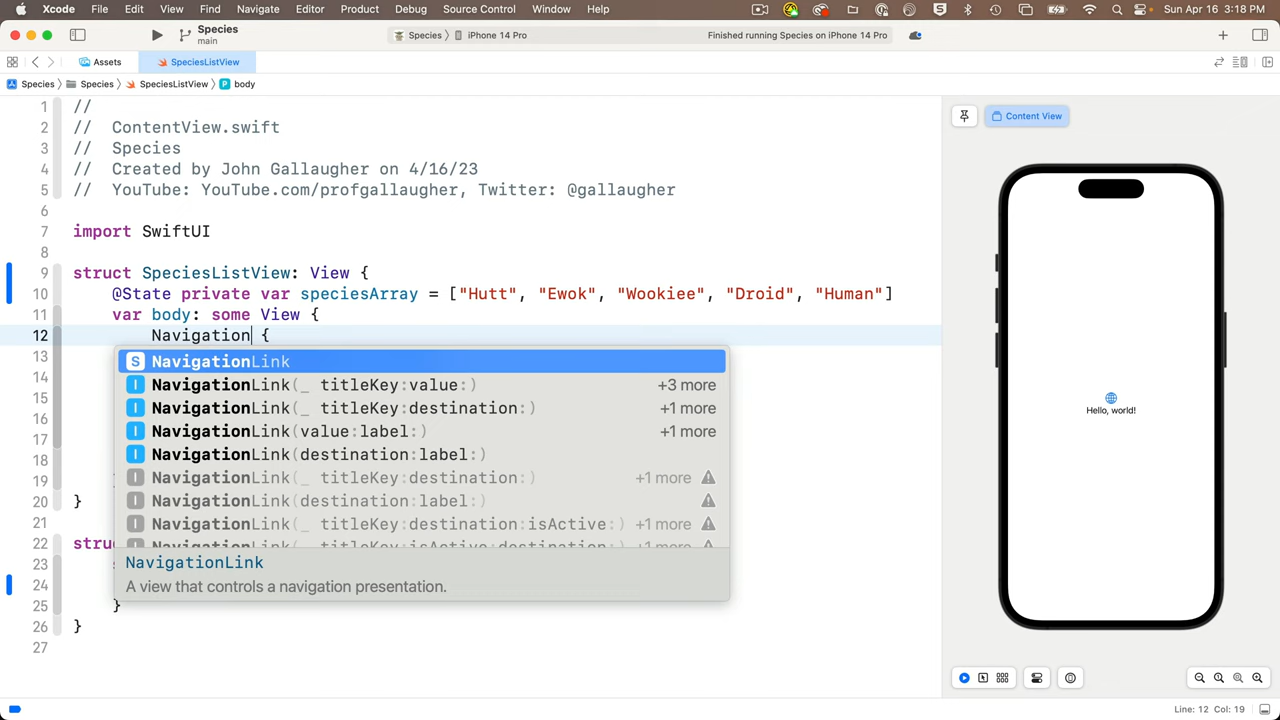 Xcode File Edit View Find Navigate Editor Product Debug Source Control Window Help Sun Apr 16 3:18 PM
Species
main
Species iPhone 14 Pro Finished running Species on iPhone 14 Pro
Assets SpeciesListView
Species Species SpeciesListView P body
Content View
1 //
2 // ContentView.swift
3 // Species
4 // Created by John Gallaugher on 4/16/23
5 // YouTube: YouTube.com/profgallaugher, Twitter: @gallaugher
6
7 import SwiftUI
8
9 struct SpeciesListView: View {
10 @State private var speciesArray = ["Hutt", "Ewok", "Wookiee", "Droid", "Human"]
11 var body: some View {
12 Navigation {
13 S NavigationLink
14 I NavigationLink(_ titleKey:value:) +3 more
15 I NavigationLink(_ titleKey:destination:) +1 more
16 I NavigationLink(value:label:) +1 more
17 I NavigationLink(destination:label:)
18 I NavigationLink(_ titleKey:destination:) +1 more
19 I NavigationLink(destination:label:)
20 } I NavigationLink(_ titleKey:destination:isActive:) +1 more
21 NavigationLink(_ titleKey:isActive:destination:) +1 more
22 stru
23 NavigationLink
24 A view that controls a navigation presentation.
25 }
26 }
27
Hello, world!
Line: 12 Col: 19